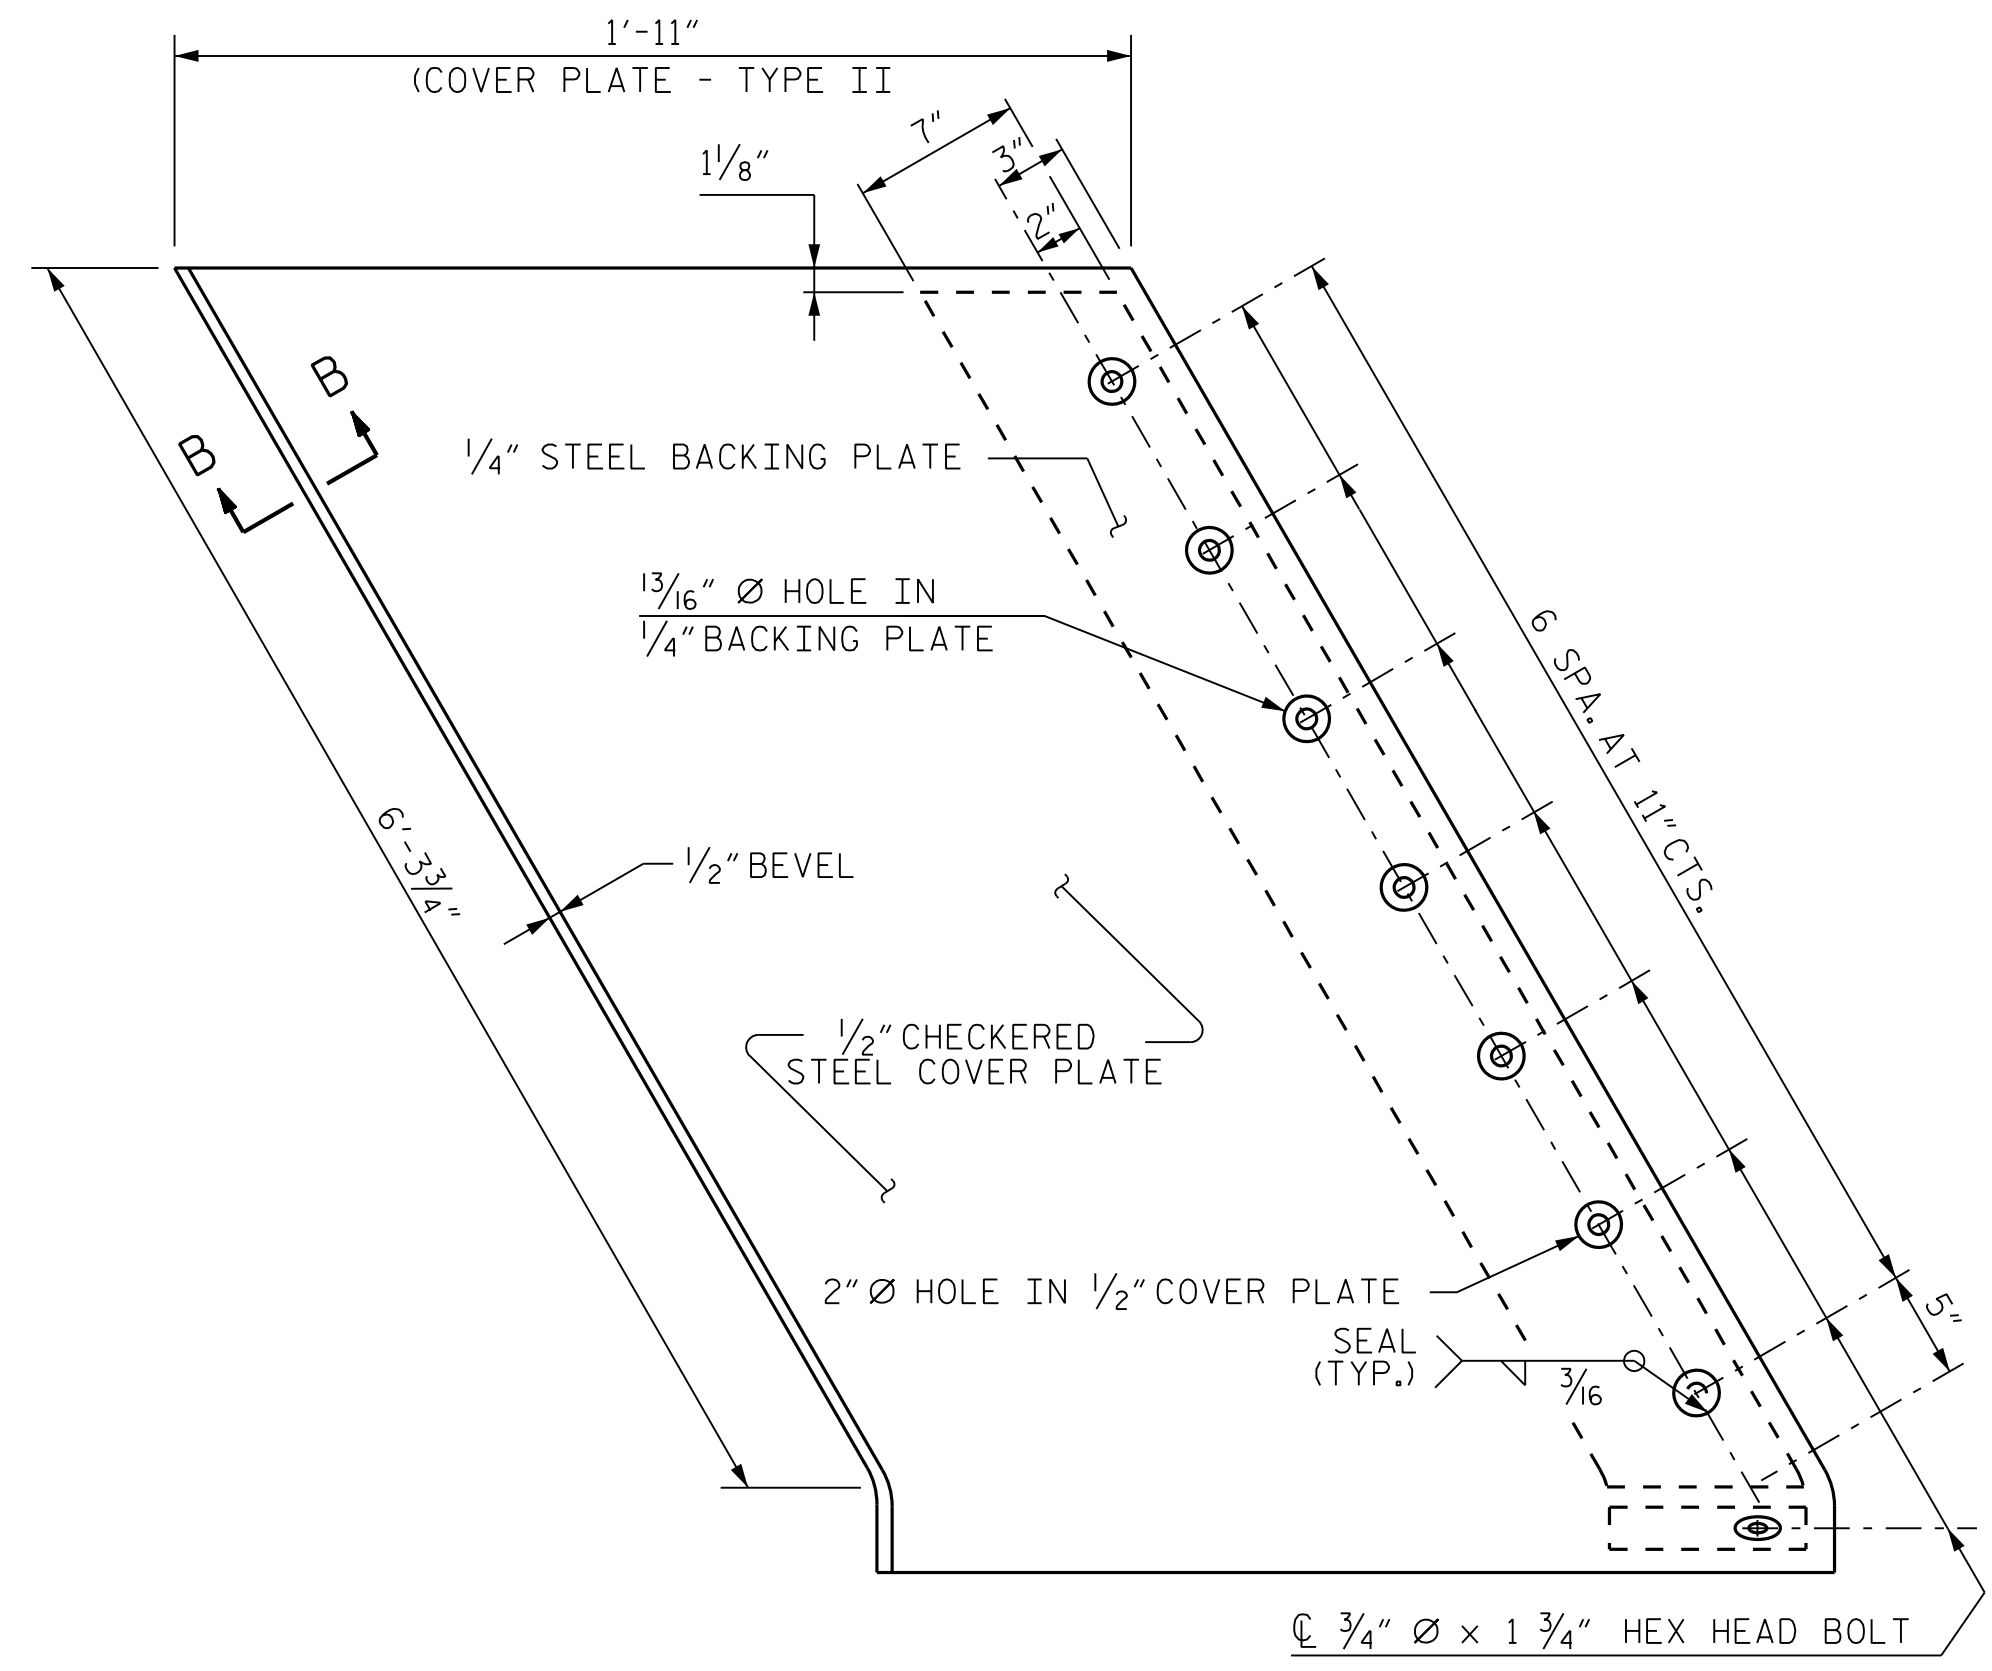 1'-11"
(COVER PLATE - TYPE II
7"
3"
1 1/8"
2"
B
B
1/4" STEEL BACKING PLATE
13/16" Ø HOLE IN
1/4" BACKING PLATE
6 SPA. AT 11" CTS.
6'-3 3/4"
1/2" BEVEL
1/2" CHECKERED
STEEL COVER PLATE
2" Ø HOLE IN 1/2" COVER PLATE
5"
SEAL
(TYP.)
3/16
℄ 3/4" Ø x 1 3/4" HEX HEAD BOLT